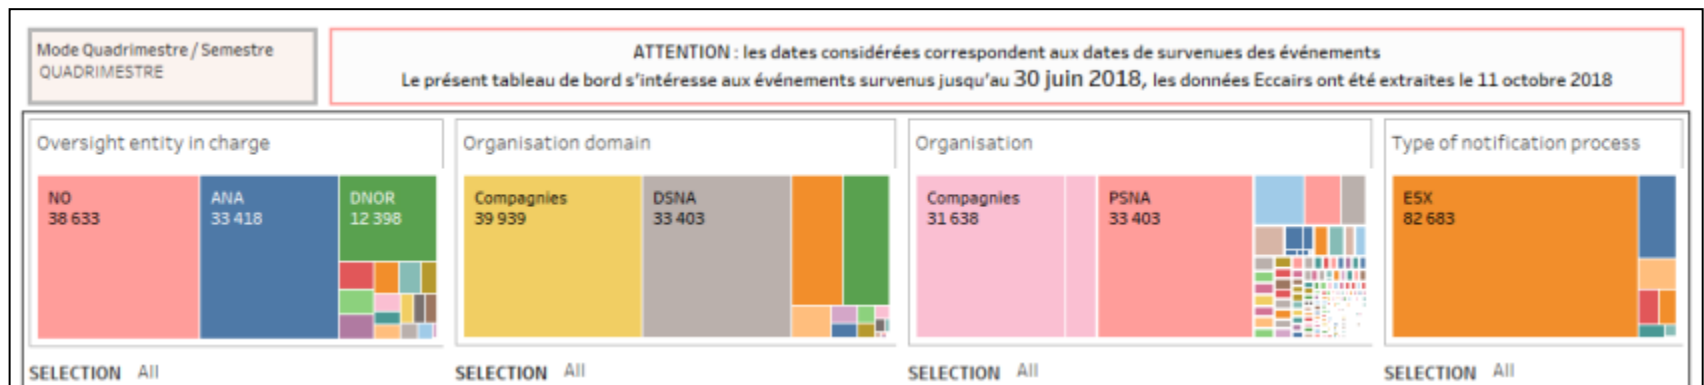 Mode Quadrimestre / Semestre
QUADRIMESTRE
ATTENTION : les dates considérées correspondent aux dates de survenues des événements
Le présent tableau de bord s'intéresse aux événements survenus jusqu'au 30 juin 2018, les données Eccairs ont été extraites le 11 octobre 2018
Oversight entity in charge
NO
38 633
ANA
33 418
DNOR
12 398
SELECTION All
Organisation domain
Compagnies
39 939
DSNA
33 403
SELECTION All
Organisation
Compagnies
31 638
PSNA
33 403
SELECTION All
Type of notification process
E5X
82 683
SELECTION All